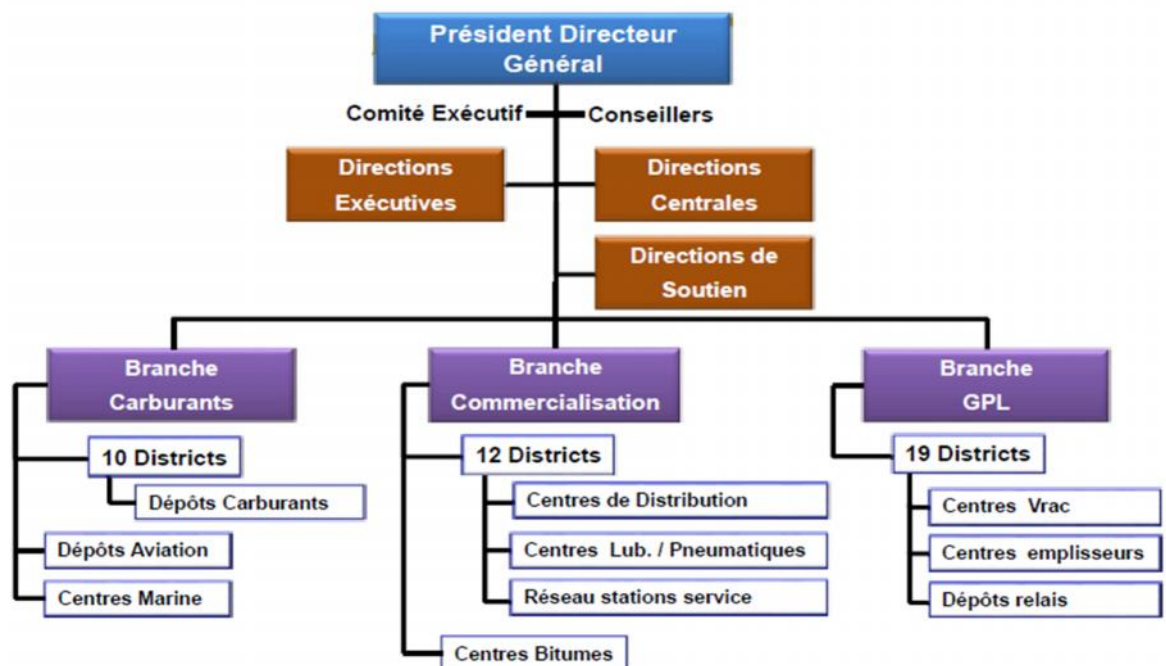 Président Directeur
Général
Comité Exécutif
Conseillers
Directions
Exécutives
Directions
Centrales
Directions de
Soutien
Branche
Carburants
10 Districts
Dépôts Carburants
Dépôts Aviation
Centres Marine
Branche
Commercialisation
12 Districts
Centres de Distribution
Centres Lub. / Pneumatiques
Réseau stations service
Centres Bitumes
Branche
GPL
19 Districts
Centres Vrac
Centres emplisseurs
Dépôts relais